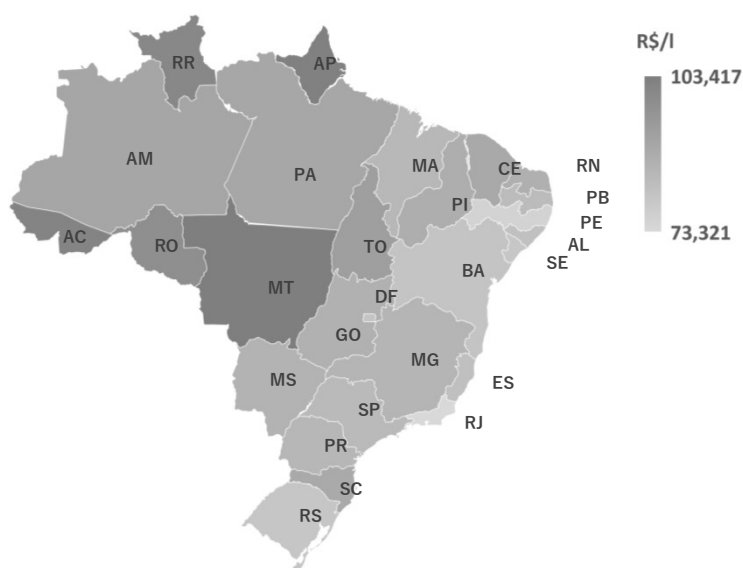 R$/l
103,417
73,321
RR
AP
AM
PA
MA
CE
RN
PI
PB
PE
AC
RO
TO
AL
SE
BA
MT
DF
GO
MG
MS
ES
SP
RJ
PR
SC
RS